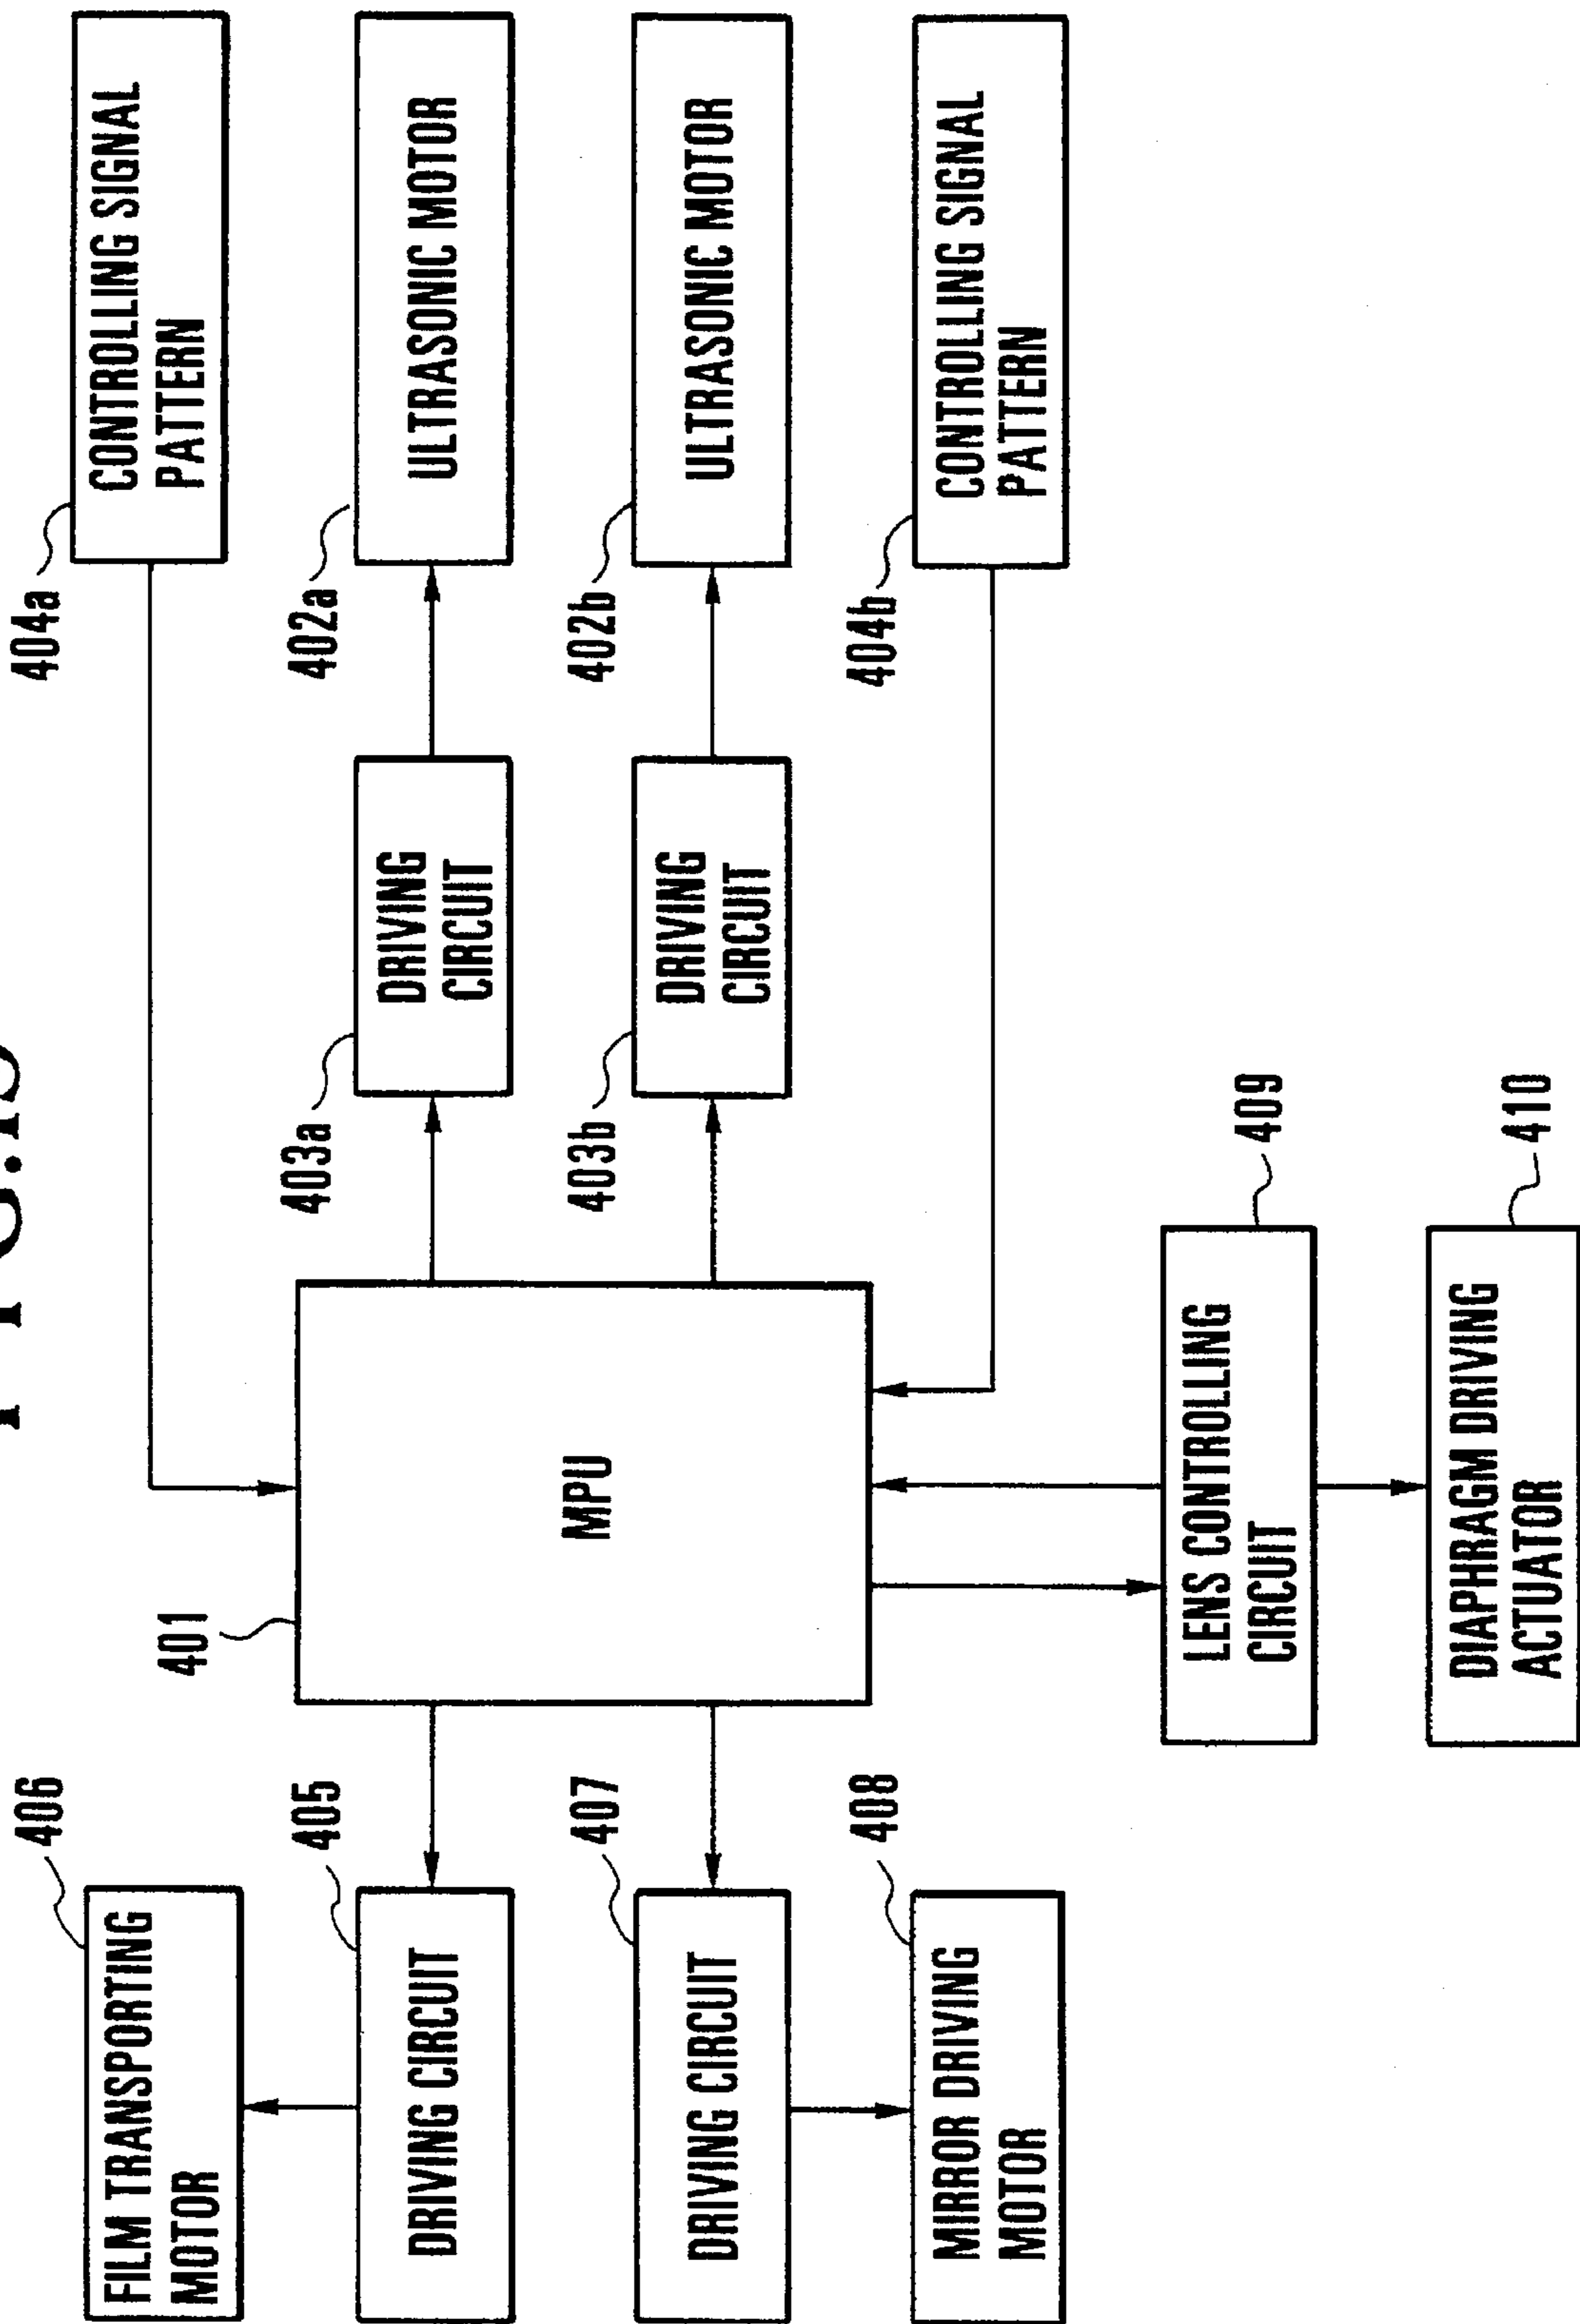 FIG.15
404a
CONTROLLING SIGNAL
PATTERN
402a
ULTRASONIC MOTOR
402b
ULTRASONIC MOTOR
404b
CONTROLLING SIGNAL
PATTERN
403a
DRIVING
CIRCUIT
403b
DRIVING
CIRCUIT
401
MPU
409
LENS CONTROLLING
CIRCUIT
410
DIAPHRAGM DRIVING
ACTUATOR
406
FILM TRANSPORTING
MOTOR
405
DRIVING CIRCUIT
407
DRIVING CIRCUIT
408
MIRROR DRIVING
MOTOR